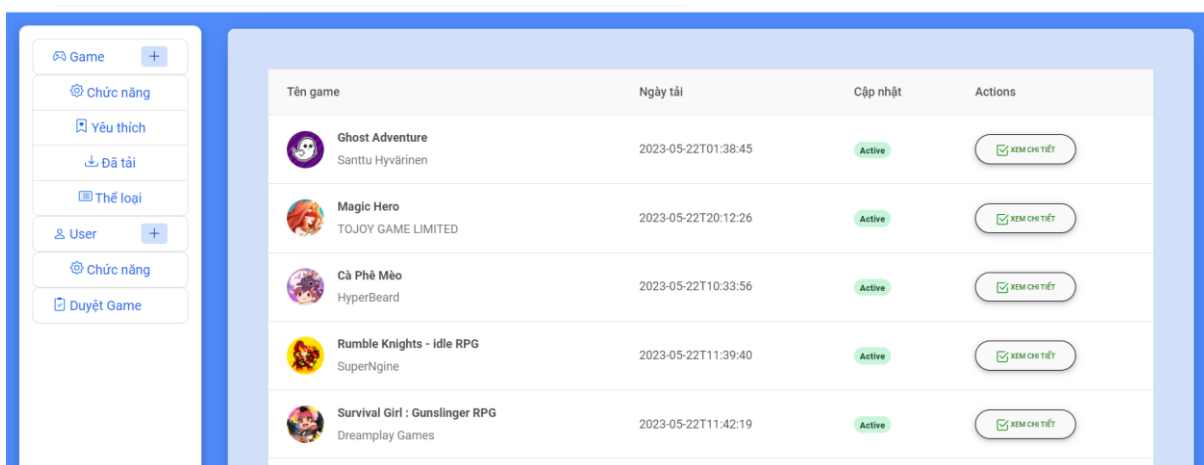 Game +
Chức năng
Yêu thích
Đã tải
Thể loại
User +
Chức năng
Duyệt Game
Tên game Ngày tải Cập nhật Actions
Ghost Adventure
Santtu Hyvärinen
2023-05-22T01:38:45 Active XEM CHI TIẾT
Magic Hero
TOJOY GAME LIMITED
2023-05-22T20:12:26 Active XEM CHI TIẾT
Cà Phê Mèo
HyperBeard
2023-05-22T10:33:56 Active XEM CHI TIẾT
Rumble Knights - idle RPG
SuperNgine
2023-05-22T11:39:40 Active XEM CHI TIẾT
Survival Girl : Gunslinger RPG
Dreamplay Games
2023-05-22T11:42:19 Active XEM CHI TIẾT